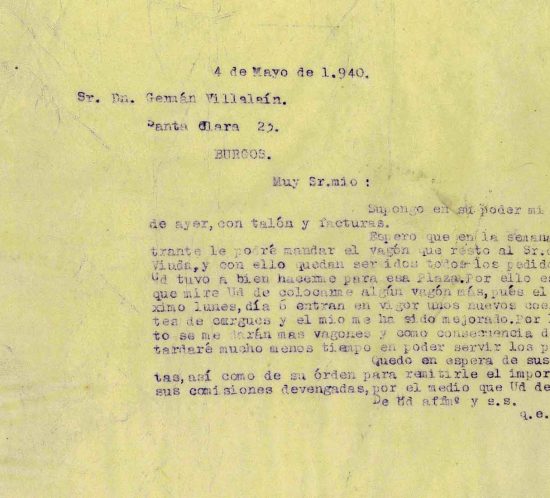 4 de Mayo de 1.940.
Sr. Dn. Germán Villalaín.
Santa Clara 25.
BURGOS.
Muy Sr.mio :
Supongo en su poder mi
de ayer, con talón y facturas.
Espero que en la semana
trante le podré mandar el vagón que resto al Sr.
Viuda, y con ello quedan servidos todos los pedido
Ud tuvo a bien hacerme para esa Plaza.Por ello es
que mire Ud de colocarme algún vagón más, pués el
ximo lunes, día 6 entran en vigor unos nuevos coe
tes de cargues y el mio me ha sido mejorado.Por l
to se me darán mas vagones y como consecuencia d
tardaré mucho menos tiempo en poder servir los p
Quedo en espera de sus
tas, así como de su órden para remitirle el impor
sus comisiones devengadas, por el medio que Ud de
De Ud affmº y s.s.
q.e.